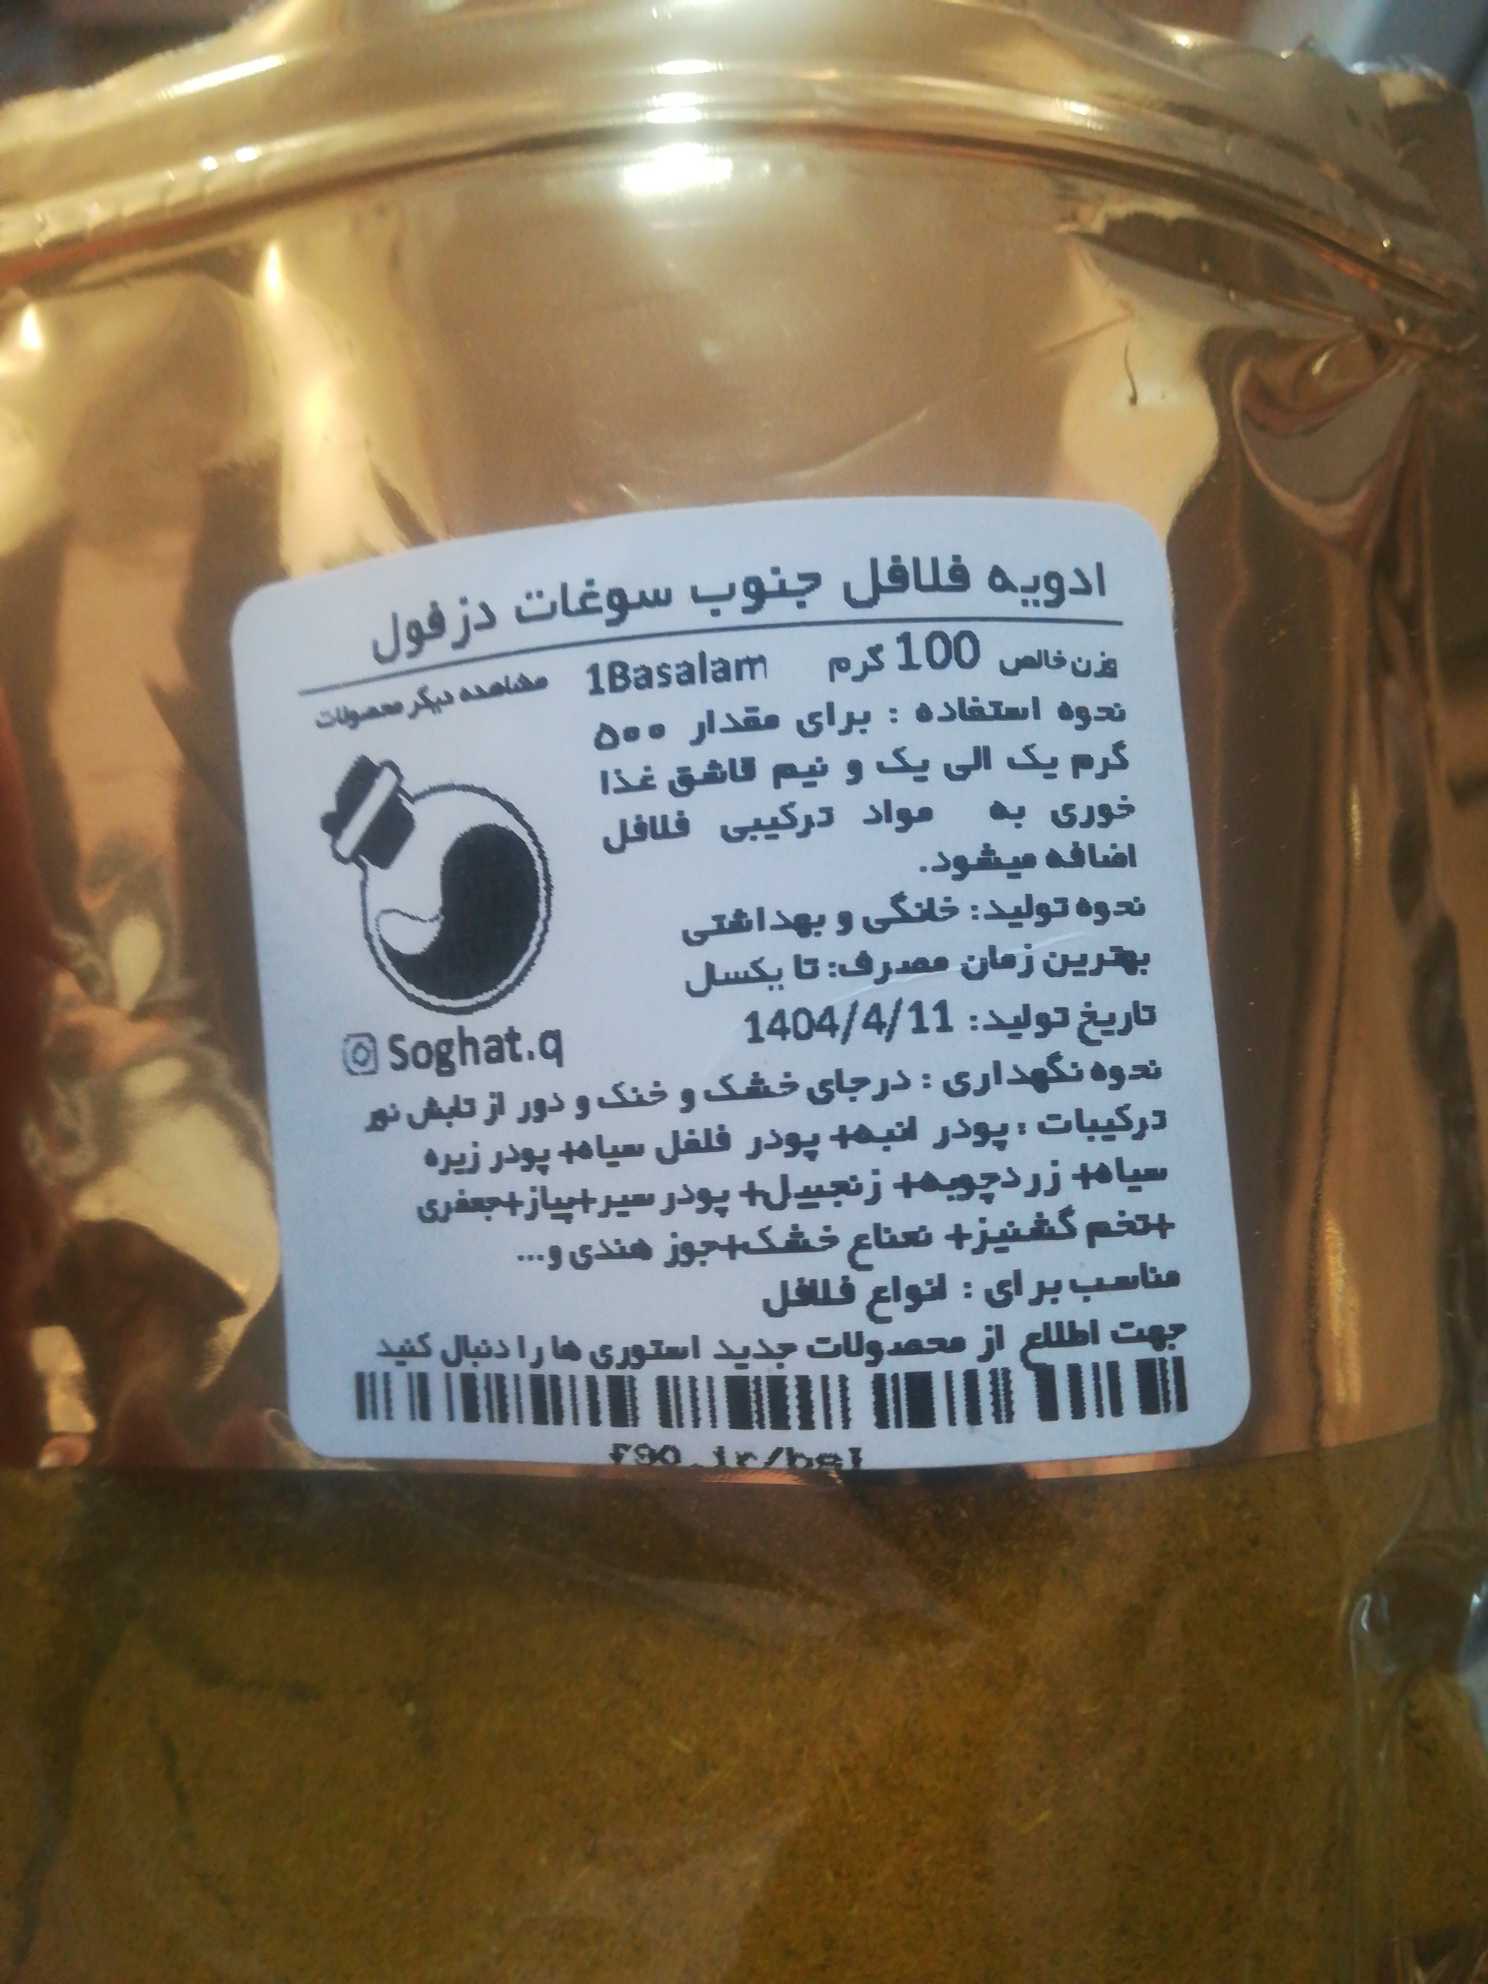 ادویه فلافل جنوب سوغات دزفول
وزن خالص 100 گرم 1Basalam مشاهده دیگر محصولات
نحوه استفاده : برای مقدار ۵۰۰
گرم یک الی یک و نیم قاشق غذا
خوری به مواد ترکیبی فلافل
اضافه میشود.
نحوه تولید: خانگی و بهداشتی
بهترین زمان مصرف: تا یکسال
تاریخ تولید: 1404/4/11
Soghat.q
نحوه نگهداری : درجای خشک و خنک و دور از تابش نور
ترکیبات : پودر انبه+ پودر فلفل سیاه+ پودر زیره
سیاه+ زردچوبه+ زنجبیل+ پودر سیر+پیاز+جعفری
+تخم گشنیز+ نعناع خشک+جوز هندی و...
مناسب برای : انواع فلافل
جهت اطللع از محصولات جدید استوری ها را دنبال کنید